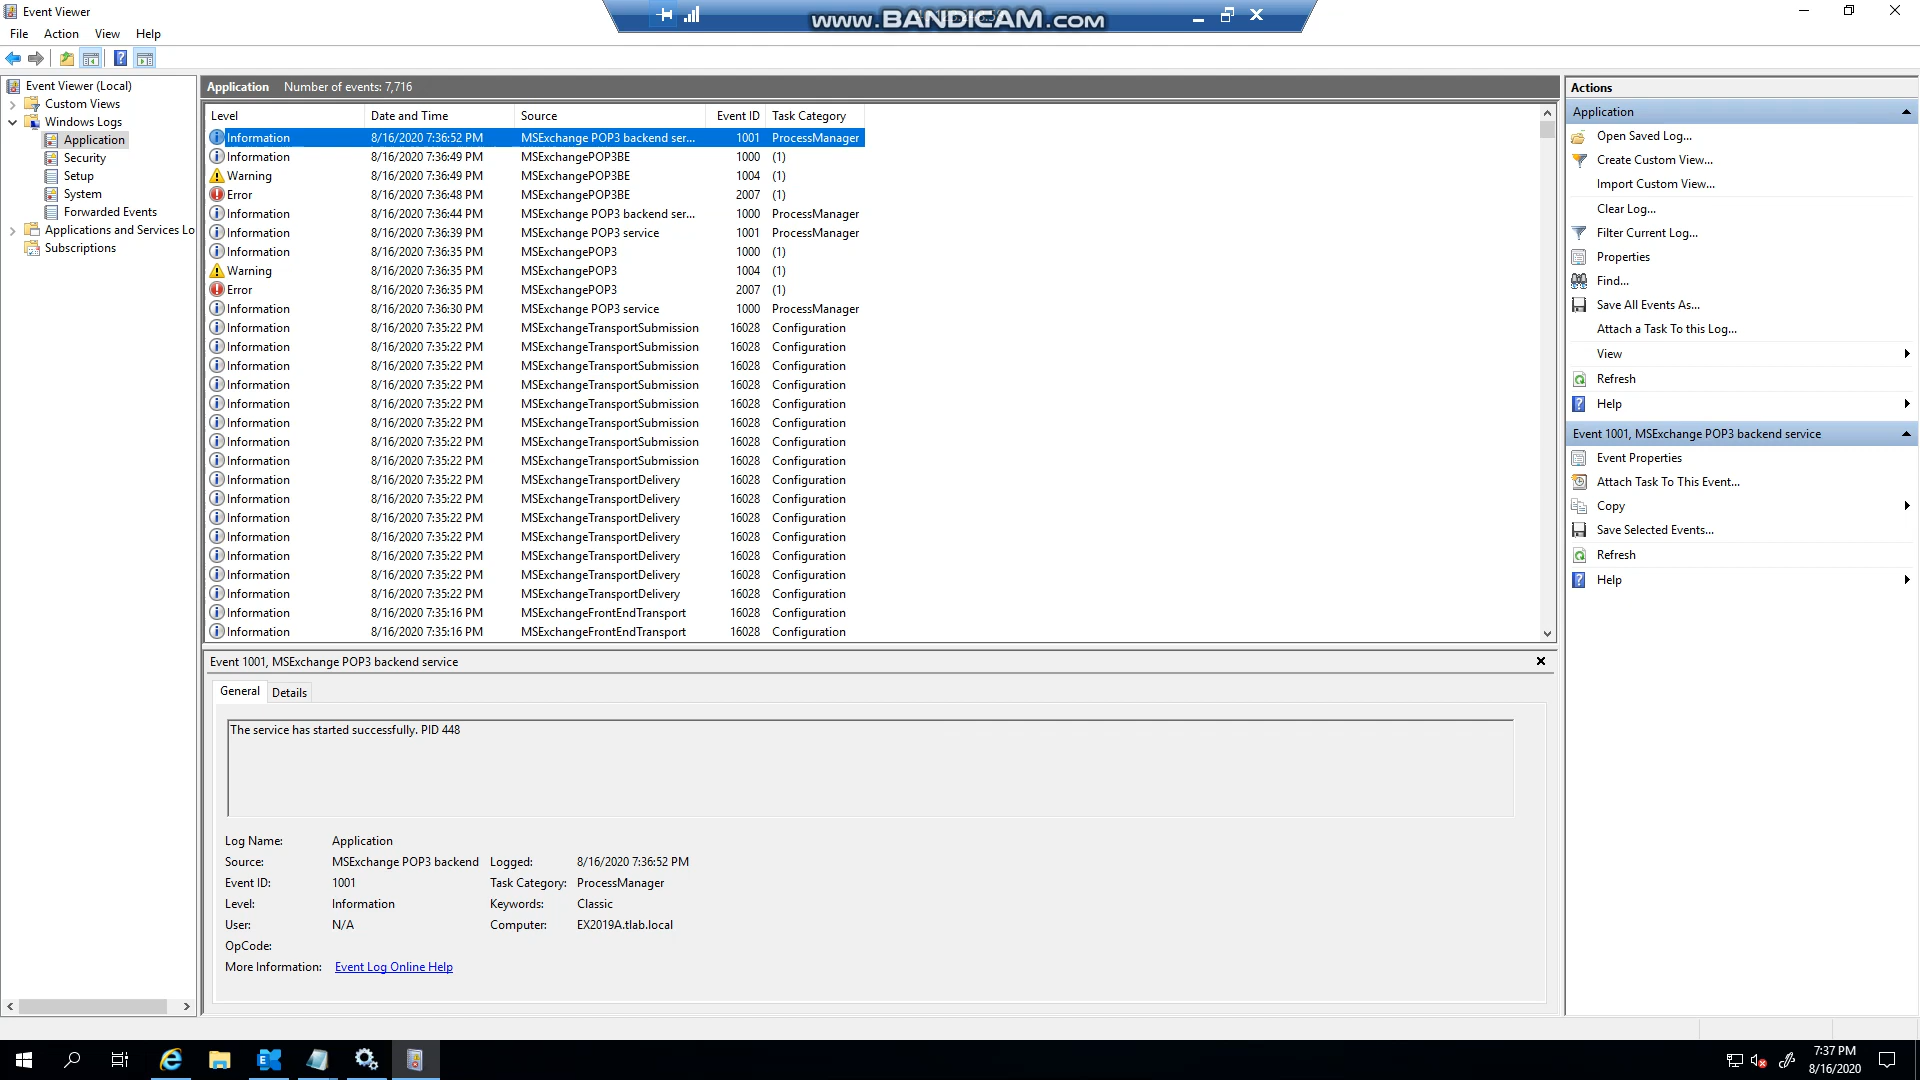 Event Viewer
www.BANDICAM.com
File Action View Help
Event Viewer (Local)
Custom Views
Windows Logs
Application
Security
Setup
System
Forwarded Events
Applications and Services Lo
Subscriptions
Application Number of events: 7,716
Level Date and Time Source Event ID Task Category
Information 8/16/2020 7:36:52 PM MSExchange POP3 backend ser... 1001 ProcessManager
Information 8/16/2020 7:36:49 PM MSExchangePOP3BE 1000 (1)
Warning 8/16/2020 7:36:49 PM MSExchangePOP3BE 1004 (1)
Error 8/16/2020 7:36:48 PM MSExchangePOP3BE 2007 (1)
Information 8/16/2020 7:36:44 PM MSExchange POP3 backend ser... 1000 ProcessManager
Information 8/16/2020 7:36:39 PM MSExchange POP3 service 1001 ProcessManager
Information 8/16/2020 7:36:35 PM MSExchangePOP3 1000 (1)
Warning 8/16/2020 7:36:35 PM MSExchangePOP3 1004 (1)
Error 8/16/2020 7:36:35 PM MSExchangePOP3 2007 (1)
Information 8/16/2020 7:36:30 PM MSExchange POP3 service 1000 ProcessManager
Information 8/16/2020 7:35:22 PM MSExchangeTransportSubmission 16028 Configuration
Information 8/16/2020 7:35:22 PM MSExchangeTransportSubmission 16028 Configuration
Information 8/16/2020 7:35:22 PM MSExchangeTransportSubmission 16028 Configuration
Information 8/16/2020 7:35:22 PM MSExchangeTransportSubmission 16028 Configuration
Information 8/16/2020 7:35:22 PM MSExchangeTransportSubmission 16028 Configuration
Information 8/16/2020 7:35:22 PM MSExchangeTransportSubmission 16028 Configuration
Information 8/16/2020 7:35:22 PM MSExchangeTransportSubmission 16028 Configuration
Information 8/16/2020 7:35:22 PM MSExchangeTransportSubmission 16028 Configuration
Information 8/16/2020 7:35:22 PM MSExchangeTransportDelivery 16028 Configuration
Information 8/16/2020 7:35:22 PM MSExchangeTransportDelivery 16028 Configuration
Information 8/16/2020 7:35:22 PM MSExchangeTransportDelivery 16028 Configuration
Information 8/16/2020 7:35:22 PM MSExchangeTransportDelivery 16028 Configuration
Information 8/16/2020 7:35:22 PM MSExchangeTransportDelivery 16028 Configuration
Information 8/16/2020 7:35:22 PM MSExchangeTransportDelivery 16028 Configuration
Information 8/16/2020 7:35:22 PM MSExchangeTransportDelivery 16028 Configuration
Information 8/16/2020 7:35:16 PM MSExchangeFrontEndTransport 16028 Configuration
Information 8/16/2020 7:35:16 PM MSExchangeFrontEndTransport 16028 Configuration
Event 1001, MSExchange POP3 backend service
General Details
The service has started successfully. PID 448
Log Name: Application
Source: MSExchange POP3 backend Logged: 8/16/2020 7:36:52 PM
Event ID: 1001 Task Category: ProcessManager
Level: Information Keywords: Classic
User: N/A Computer: EX2019A.tlab.local
OpCode:
More Information: Event Log Online Help
Actions
Application
Open Saved Log...
Create Custom View...
Import Custom View...
Clear Log...
Filter Current Log...
Properties
Find...
Save All Events As...
Attach a Task To this Log...
View
Refresh
Help
Event 1001, MSExchange POP3 backend service
Event Properties
Attach Task To This Event...
Copy
Save Selected Events...
Refresh
Help
7:37 PM
8/16/2020